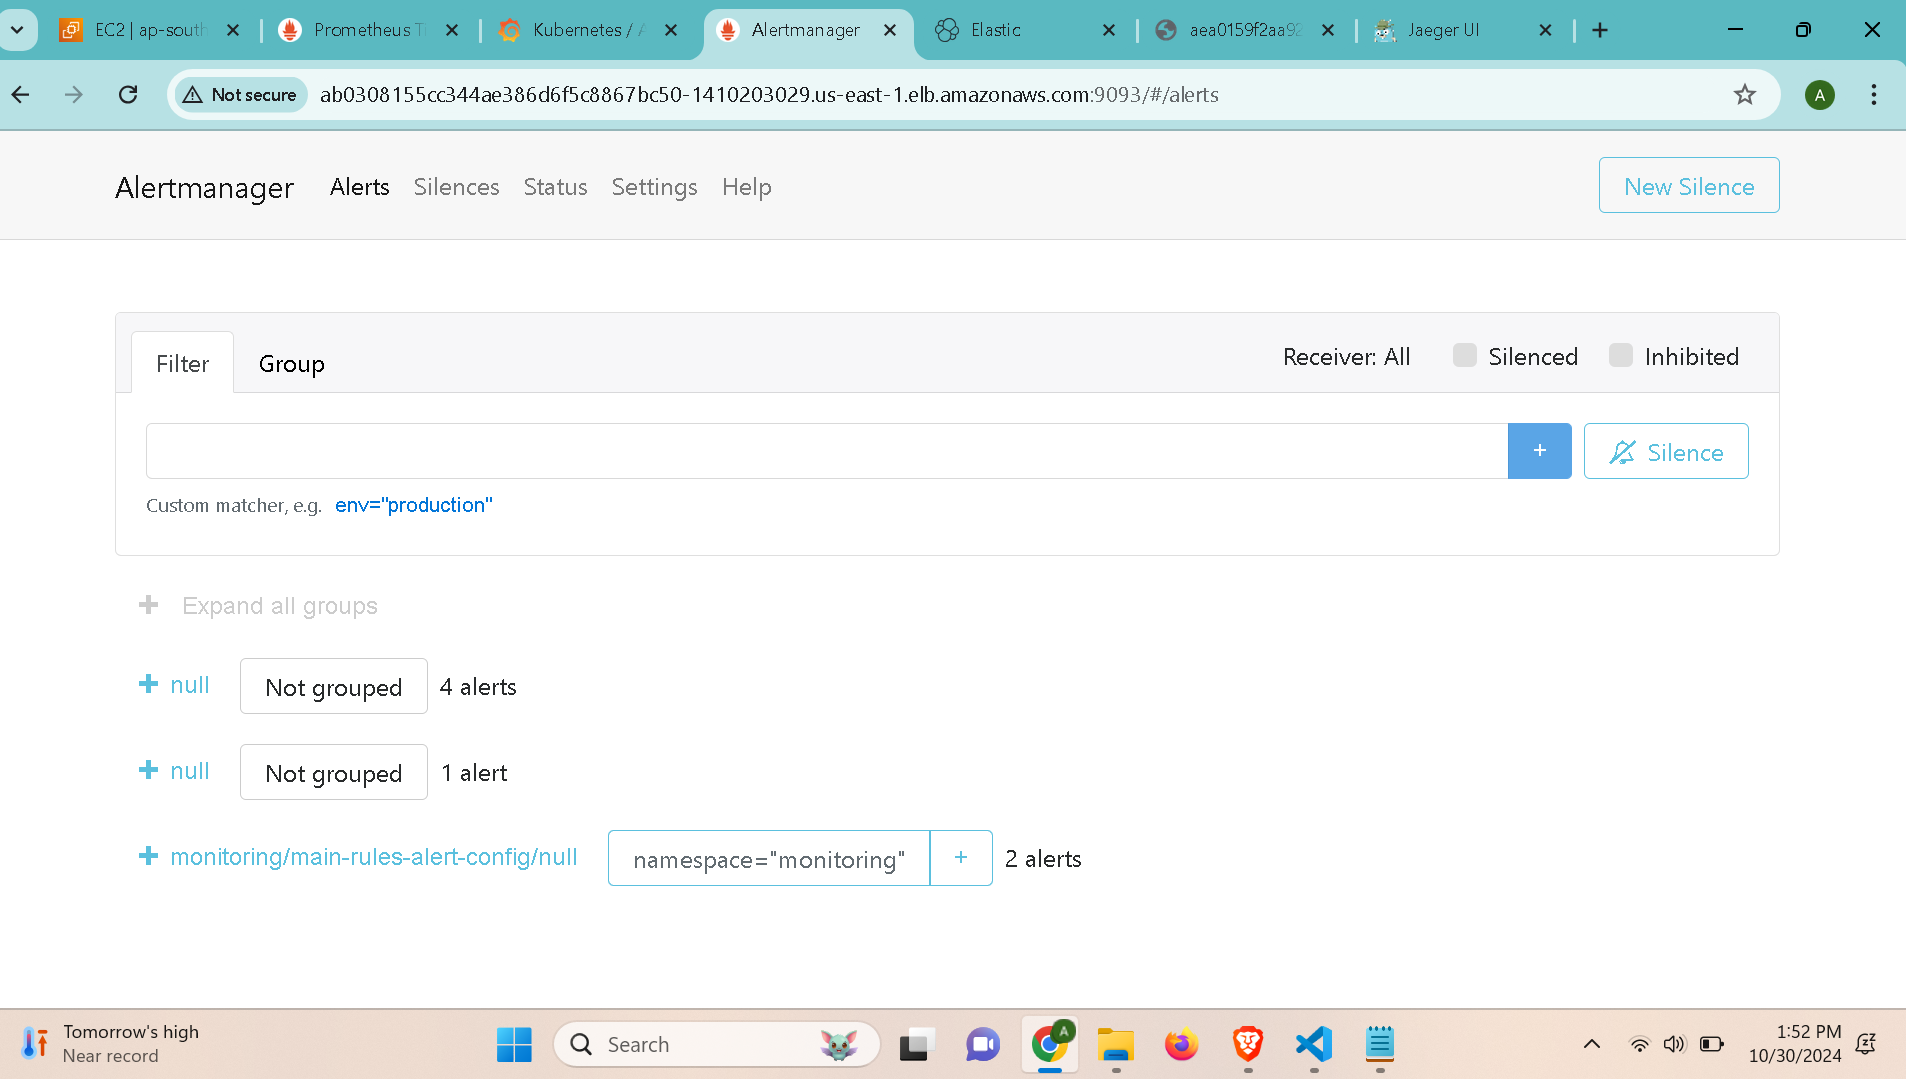 EC2 | ap-south
Prometheus T
Kubernetes / A
Alertmanager
Elastic
aea0159f2aa92
Jaeger UI
Not secure
ab0308155cc344ae386d6f5c8867bc50-1410203029.us-east-1.elb.amazonaws.com:9093/#/alerts
A
Alertmanager
Alerts
Silences
Status
Settings
Help
New Silence
Filter
Group
Receiver: All
Silenced
Inhibited
+
Silence
Custom matcher, e.g. env="production"
+ Expand all groups
+ null Not grouped 4 alerts
+ null Not grouped 1 alert
+ monitoring/main-rules-alert-config/null namespace="monitoring" + 2 alerts
Tomorrow's high
Near record
Search
A
1:52 PM
10/30/2024